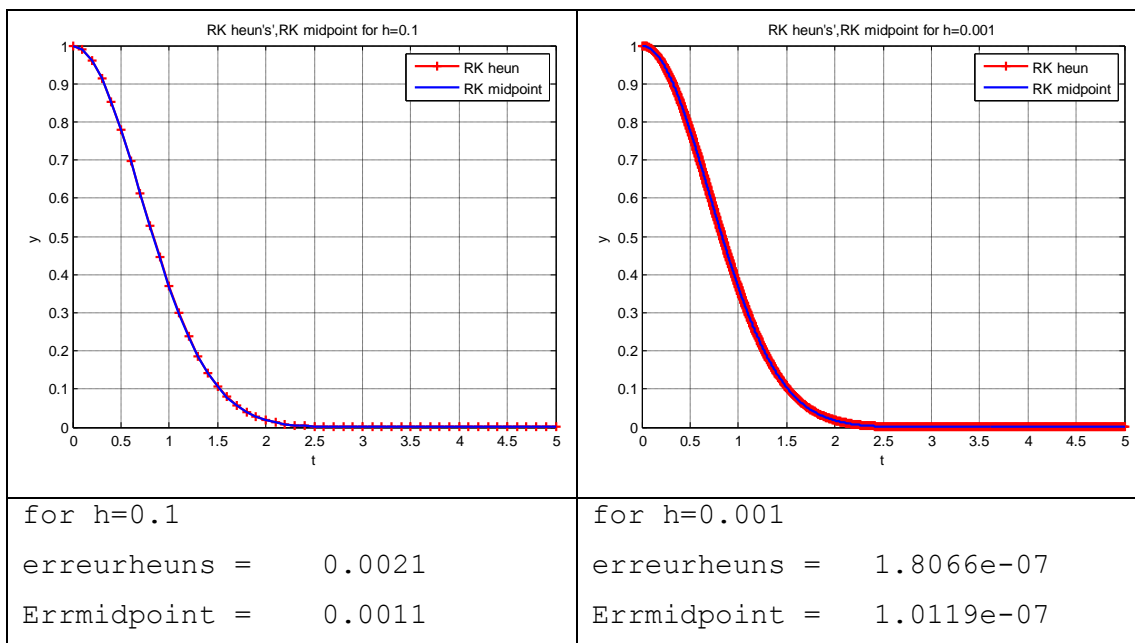 RK heun's',RK midpoint for h=0.1
RK heun
RK midpoint
1
0.9
0.8
0.7
0.6
0.5
0.4
0.3
0.2
0.1
0
y
0 0.5 1 1.5 2 2.5 3 3.5 4 4.5 5
t
RK heun's',RK midpoint for h=0.001
RK heun
RK midpoint
1
0.9
0.8
0.7
0.6
0.5
0.4
0.3
0.2
0.1
0
y
0 0.5 1 1.5 2 2.5 3 3.5 4 4.5 5
t
for h=0.1
erreurheuns = 0.0021
Errmidpoint = 0.0011
for h=0.001
erreurheuns = 1.8066e-07
Errmidpoint = 1.0119e-07